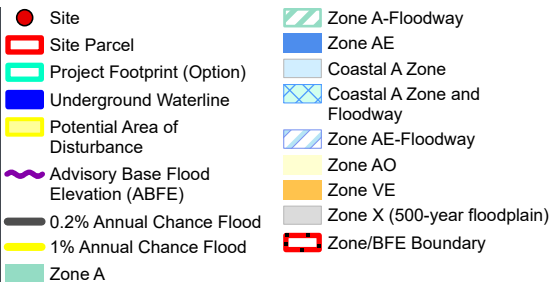 Site
Site Parcel
Project Footprint (Option)
Underground Waterline
Potential Area of
Disturbance
Advisory Base Flood
Elevation (ABFE)
0.2% Annual Chance Flood
1% Annual Chance Flood
Zone A
Zone A-Floodway
Zone AE
Coastal A Zone
Coastal A Zone and
Floodway
Zone AE-Floodway
Zone AO
Zone VE
Zone X (500-year floodplain)
Zone/BFE Boundary